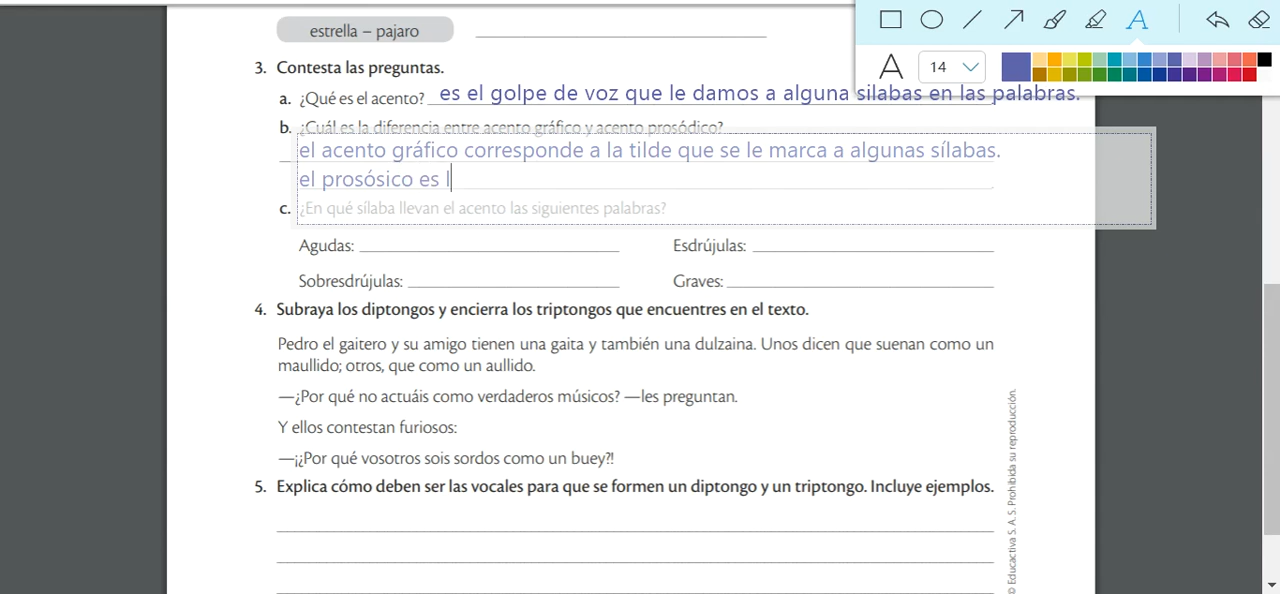 estrella – pajaro
A 14
3. Contesta las preguntas.
a. ¿Qué es el acento? es el golpe de voz que le damos a alguna silabas en las palabras.
b. ¿Cuál es la diferencia entre acento gráfico y acento prosódico?
el acento gráfico corresponde a la tilde que se le marca a algunas sílabas.
el prosósico es l
c. ¿En qué sílaba llevan el acento las siguientes palabras?
Agudas: Esdrújulas:
Sobresdrújulas: Graves:
4. Subraya los diptongos y encierra los triptongos que encuentres en el texto.
Pedro el gaitero y su amigo tienen una gaita y también una dulzaina. Unos dicen que suenan como un
maullido; otros, que como un aullido.
—¿Por qué no actuáis como verdaderos músicos? —les preguntan.
Y ellos contestan furiosos:
—¡¿Por qué vosotros sois sordos como un buey?!
5. Explica cómo deben ser las vocales para que se formen un diptongo y un triptongo. Incluye ejemplos.
© Educactiva S. A. S. Prohibida su reproducción.